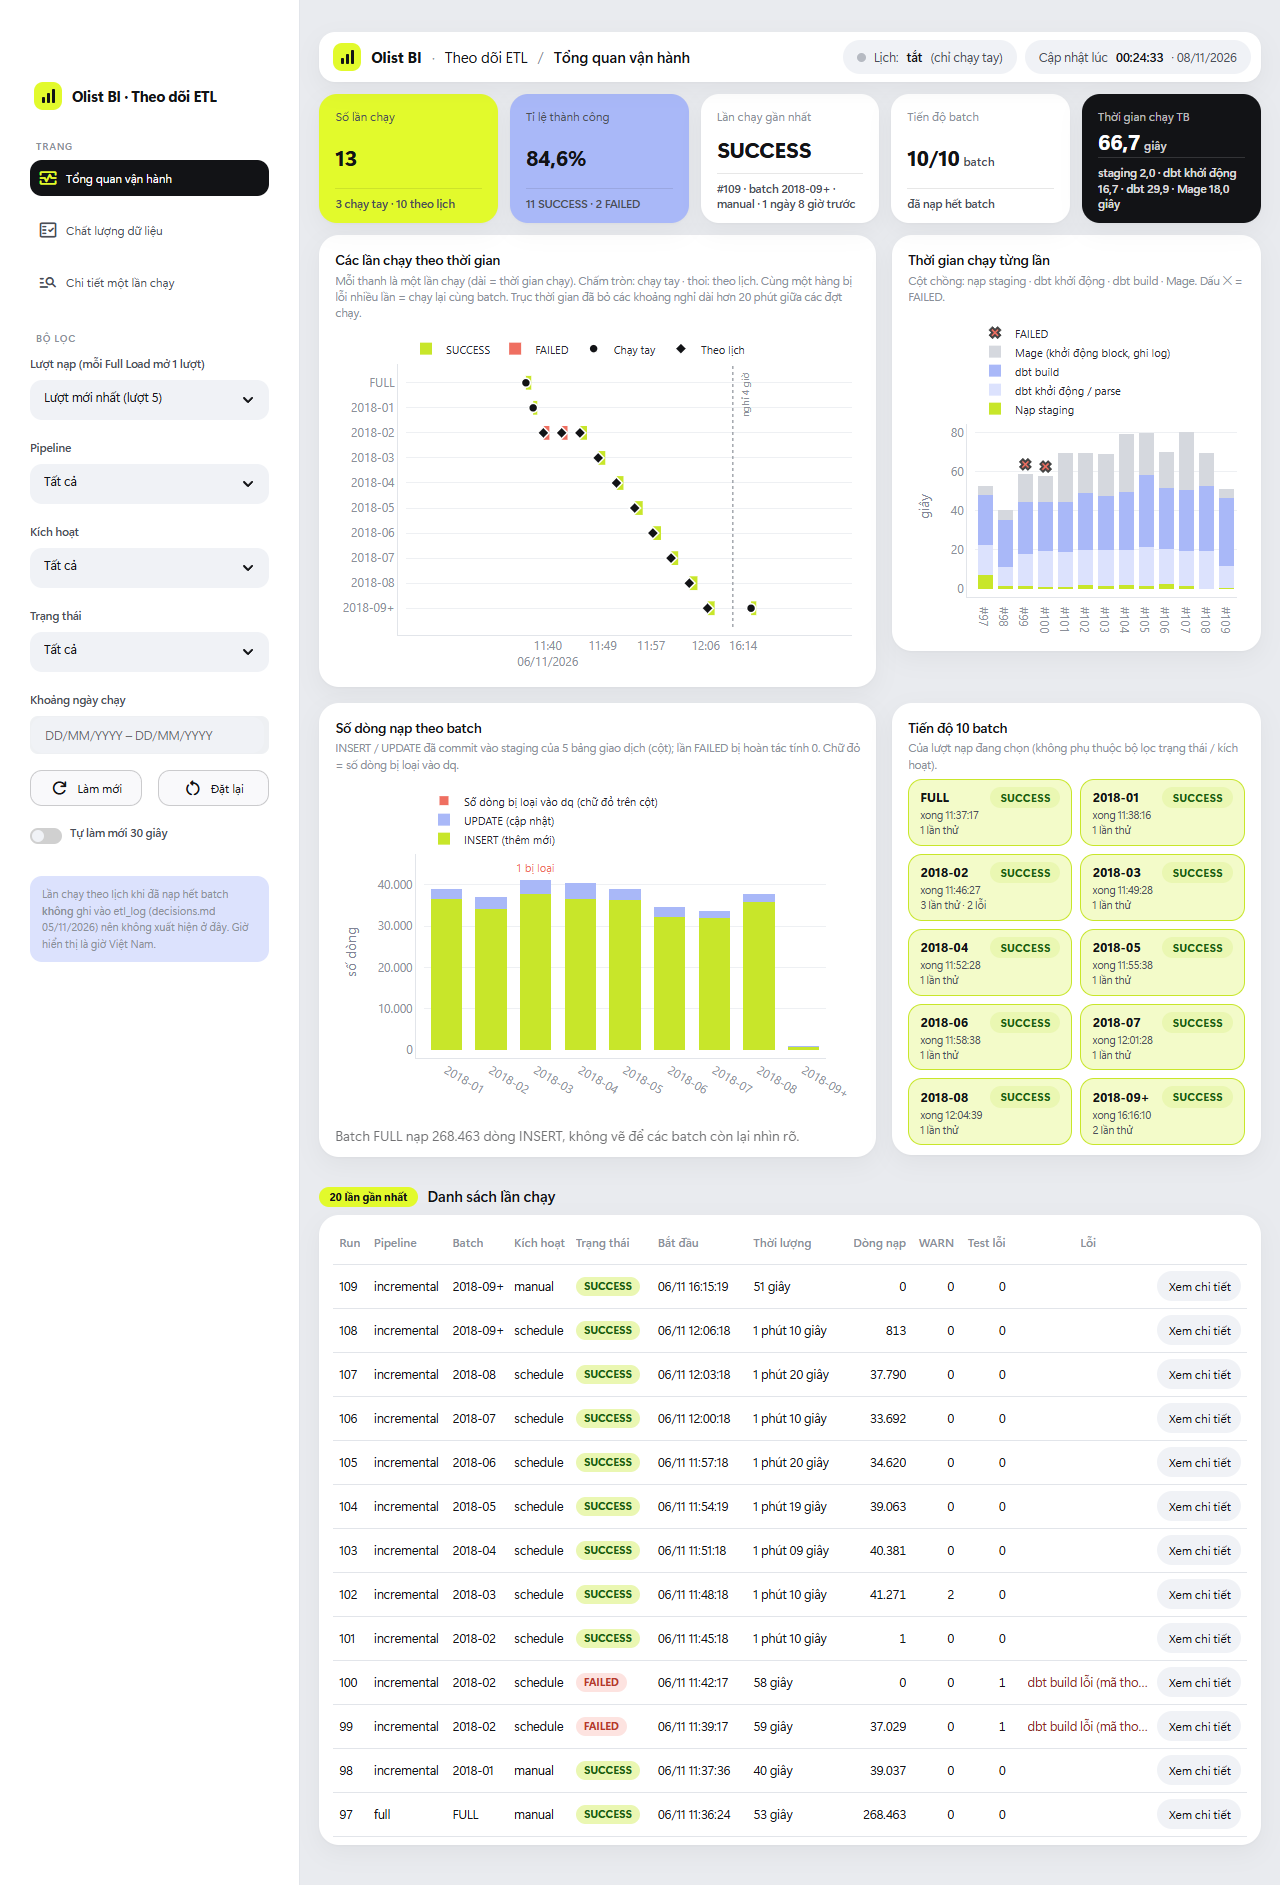 Olist BI · Theo dõi ETL
TRANG
Tổng quan vận hành
Chất lượng dữ liệu
Chi tiết một lần chạy
BỘ LỌC
Lượt nạp (mỗi Full Load mở 1 lượt)
Lượt mới nhất (lượt 5)
Pipeline
Tất cả
Kích hoạt
Tất cả
Trạng thái
Tất cả
Khoảng ngày chạy
DD/MM/YYYY – DD/MM/YYYY
Làm mới
Đặt lại
Tự làm mới 30 giây
Lần chạy theo lịch khi đã nạp hết batch
không ghi vào etl_log (decisions.md
05/11/2026) nên không xuất hiện ở đây. Giờ
hiển thị là giờ Việt Nam.
Olist BI · Theo dõi ETL / Tổng quan vận hành
Lịch: tắt (chỉ chạy tay)
Cập nhật lúc 00:24:33 · 08/11/2026
Số lần chạy
13
3 chạy tay · 10 theo lịch
Tỉ lệ thành công
84,6%
11 SUCCESS · 2 FAILED
Lần chạy gần nhất
SUCCESS
#109 · batch 2018-09+ ·
manual · 1 ngày 8 giờ trước
Tiến độ batch
10/10 batch
đã nạp hết batch
Thời gian chạy TB
66,7 giây
staging 2,0 · dbt khởi động
16,7 · dbt 29,9 · Mage 18,0
giây
Các lần chạy theo thời gian
Mỗi thanh là một lần chạy (dài = thời gian chạy). Chấm tròn: chạy tay · thoi: theo lịch. Cùng một hàng bị
lỗi nhiều lần = chạy lại cùng batch. Trục thời gian đã bỏ các khoảng nghỉ dài hơn 20 phút giữa các đợt
chạy.
SUCCESS FAILED Chạy tay Theo lịch
nghỉ 4 giờ
FULL
2018-01
2018-02
2018-03
2018-04
2018-05
2018-06
2018-07
2018-08
2018-09+
11:40 11:49 11:57 12:06 16:14
06/11/2026
Thời gian chạy từng lần
Cột chồng: nạp staging · dbt khởi động · dbt build · Mage. Dấu ✕ =
FAILED.
FAILED
Mage (khởi động block, ghi log)
dbt build
dbt khởi động / parse
Nạp staging
giây
80
60
40
20
0
#97 #98 #99 #100 #101 #102 #103 #104 #105 #106 #107 #108 #109
Số dòng nạp theo batch
INSERT / UPDATE đã commit vào staging của 5 bảng giao dịch (cột); lần FAILED bị hoàn tác tính 0. Chữ đỏ
= số dòng bị loại vào dq.
Số dòng bị loại vào dq (chữ đỏ trên cột)
UPDATE (cập nhật)
INSERT (thêm mới)
1 bị loại
số dòng
40.000
30.000
20.000
10.000
0
2018-01 2018-02 2018-03 2018-04 2018-05 2018-06 2018-07 2018-08 2018-09+
Batch FULL nạp 268.463 dòng INSERT, không vẽ để các batch còn lại nhìn rõ.
Tiến độ 10 batch
Của lượt nạp đang chọn (không phụ thuộc bộ lọc trạng thái / kích
hoạt).
FULL SUCCESS
xong 11:37:17
1 lần thử
2018-01 SUCCESS
xong 11:38:16
1 lần thử
2018-02 SUCCESS
xong 11:46:27
3 lần thử · 2 lỗi
2018-03 SUCCESS
xong 11:49:28
1 lần thử
2018-04 SUCCESS
xong 11:52:28
1 lần thử
2018-05 SUCCESS
xong 11:55:38
1 lần thử
2018-06 SUCCESS
xong 11:58:38
1 lần thử
2018-07 SUCCESS
xong 12:01:28
1 lần thử
2018-08 SUCCESS
xong 12:04:39
1 lần thử
2018-09+ SUCCESS
xong 16:16:10
2 lần thử
20 lần gần nhất Danh sách lần chạy
Run Pipeline Batch Kích hoạt Trạng thái Bắt đầu Thời lượng Dòng nạp WARN Test lỗi Lỗi
109 incremental 2018-09+ manual SUCCESS 06/11 16:15:19 51 giây 0 0 0 Xem chi tiết
108 incremental 2018-09+ schedule SUCCESS 06/11 12:06:18 1 phút 10 giây 813 0 0 Xem chi tiết
107 incremental 2018-08 schedule SUCCESS 06/11 12:03:18 1 phút 20 giây 37.790 0 0 Xem chi tiết
106 incremental 2018-07 schedule SUCCESS 06/11 12:00:18 1 phút 10 giây 33.692 0 0 Xem chi tiết
105 incremental 2018-06 schedule SUCCESS 06/11 11:57:18 1 phút 20 giây 34.620 0 0 Xem chi tiết
104 incremental 2018-05 schedule SUCCESS 06/11 11:54:19 1 phút 19 giây 39.063 0 0 Xem chi tiết
103 incremental 2018-04 schedule SUCCESS 06/11 11:51:18 1 phút 09 giây 40.381 0 0 Xem chi tiết
102 incremental 2018-03 schedule SUCCESS 06/11 11:48:18 1 phút 10 giây 41.271 2 0 Xem chi tiết
101 incremental 2018-02 schedule SUCCESS 06/11 11:45:18 1 phút 10 giây 1 0 0 Xem chi tiết
100 incremental 2018-02 schedule FAILED 06/11 11:42:17 58 giây 0 0 1 dbt build lỗi (mã tho... Xem chi tiết
99 incremental 2018-02 schedule FAILED 06/11 11:39:17 59 giây 37.029 0 1 dbt build lỗi (mã tho... Xem chi tiết
98 incremental 2018-01 manual SUCCESS 06/11 11:37:36 40 giây 39.037 0 0 Xem chi tiết
97 full FULL manual SUCCESS 06/11 11:36:24 53 giây 268.463 0 0 Xem chi tiết